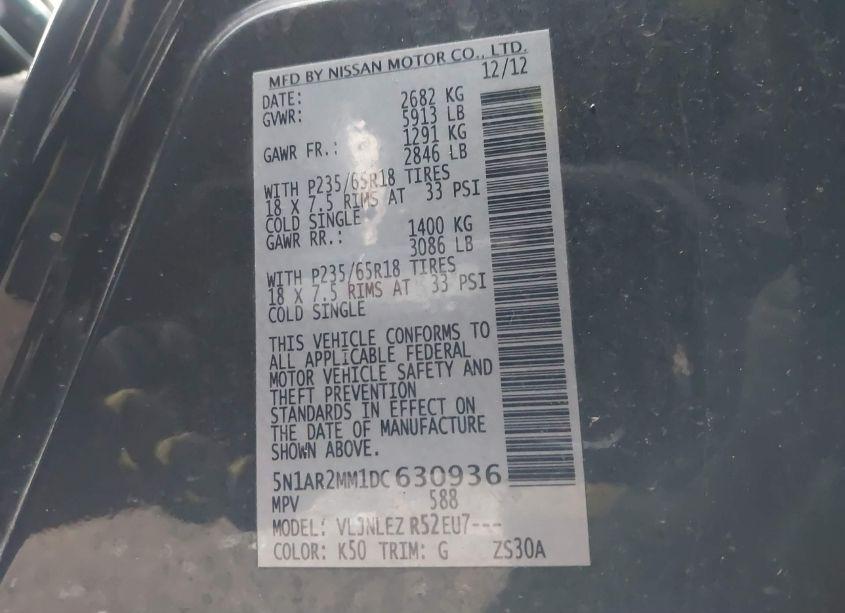 MFD BY NISSAN MOTOR CO., LTD.
DATE: 12/12
GVWR: 2682 KG
5913 LB
GAWR FR.: 1291 KG
2846 LB
WITH P235/65R18 TIRES
18 X 7.5 RIMS AT 33 PSI
COLD SINGLE
GAWR RR.: 1400 KG
3086 LB
WITH P235/65R18 TIRES
18 X 7.5 RIMS AT 33 PSI
COLD SINGLE
THIS VEHICLE CONFORMS TO
ALL APPLICABLE FEDERAL
MOTOR VEHICLE SAFETY AND
THEFT PREVENTION
STANDARDS IN EFFECT ON
THE DATE OF MANUFACTURE
SHOWN ABOVE.
5N1AR2MM1DC630936
MPV 588
MODEL: R52EU7---
COLOR: K50 TRIM: G ZS30A